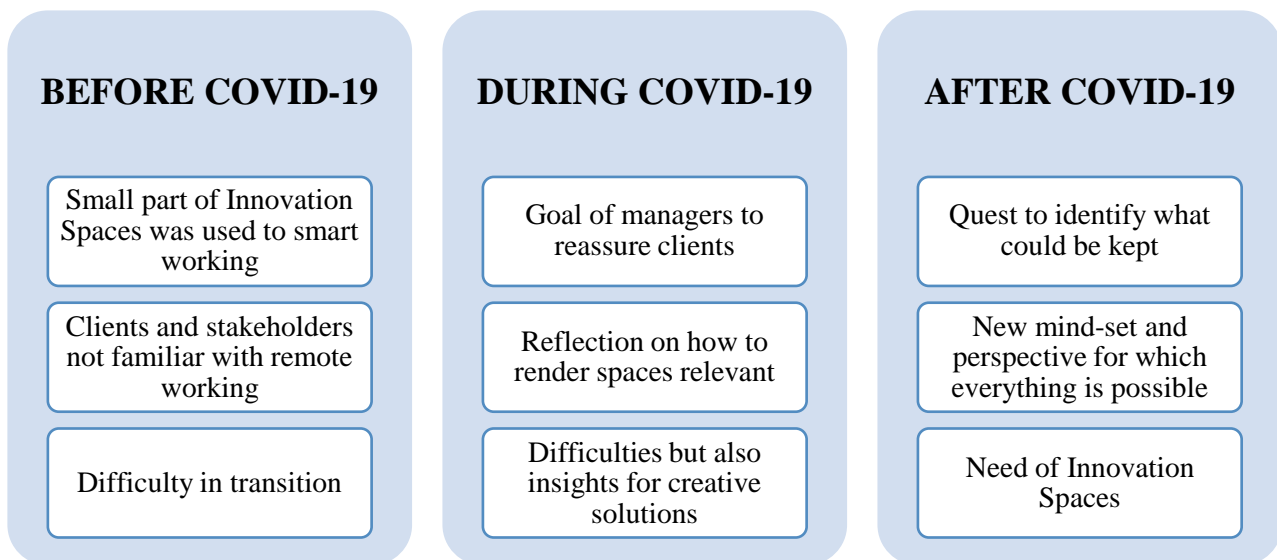 BEFORE COVID-19
Small part of Innovation
Spaces was used to smart
working
Clients and stakeholders
not familiar with remote
working
Difficulty in transition
DURING COVID-19
Goal of managers to
reassure clients
Reflection on how to
render spaces relevant
Difficulties but also
insights for creative
solutions
AFTER COVID-19
Quest to identify what
could be kept
New mind-set and
perspective for which
everything is possible
Need of Innovation
Spaces